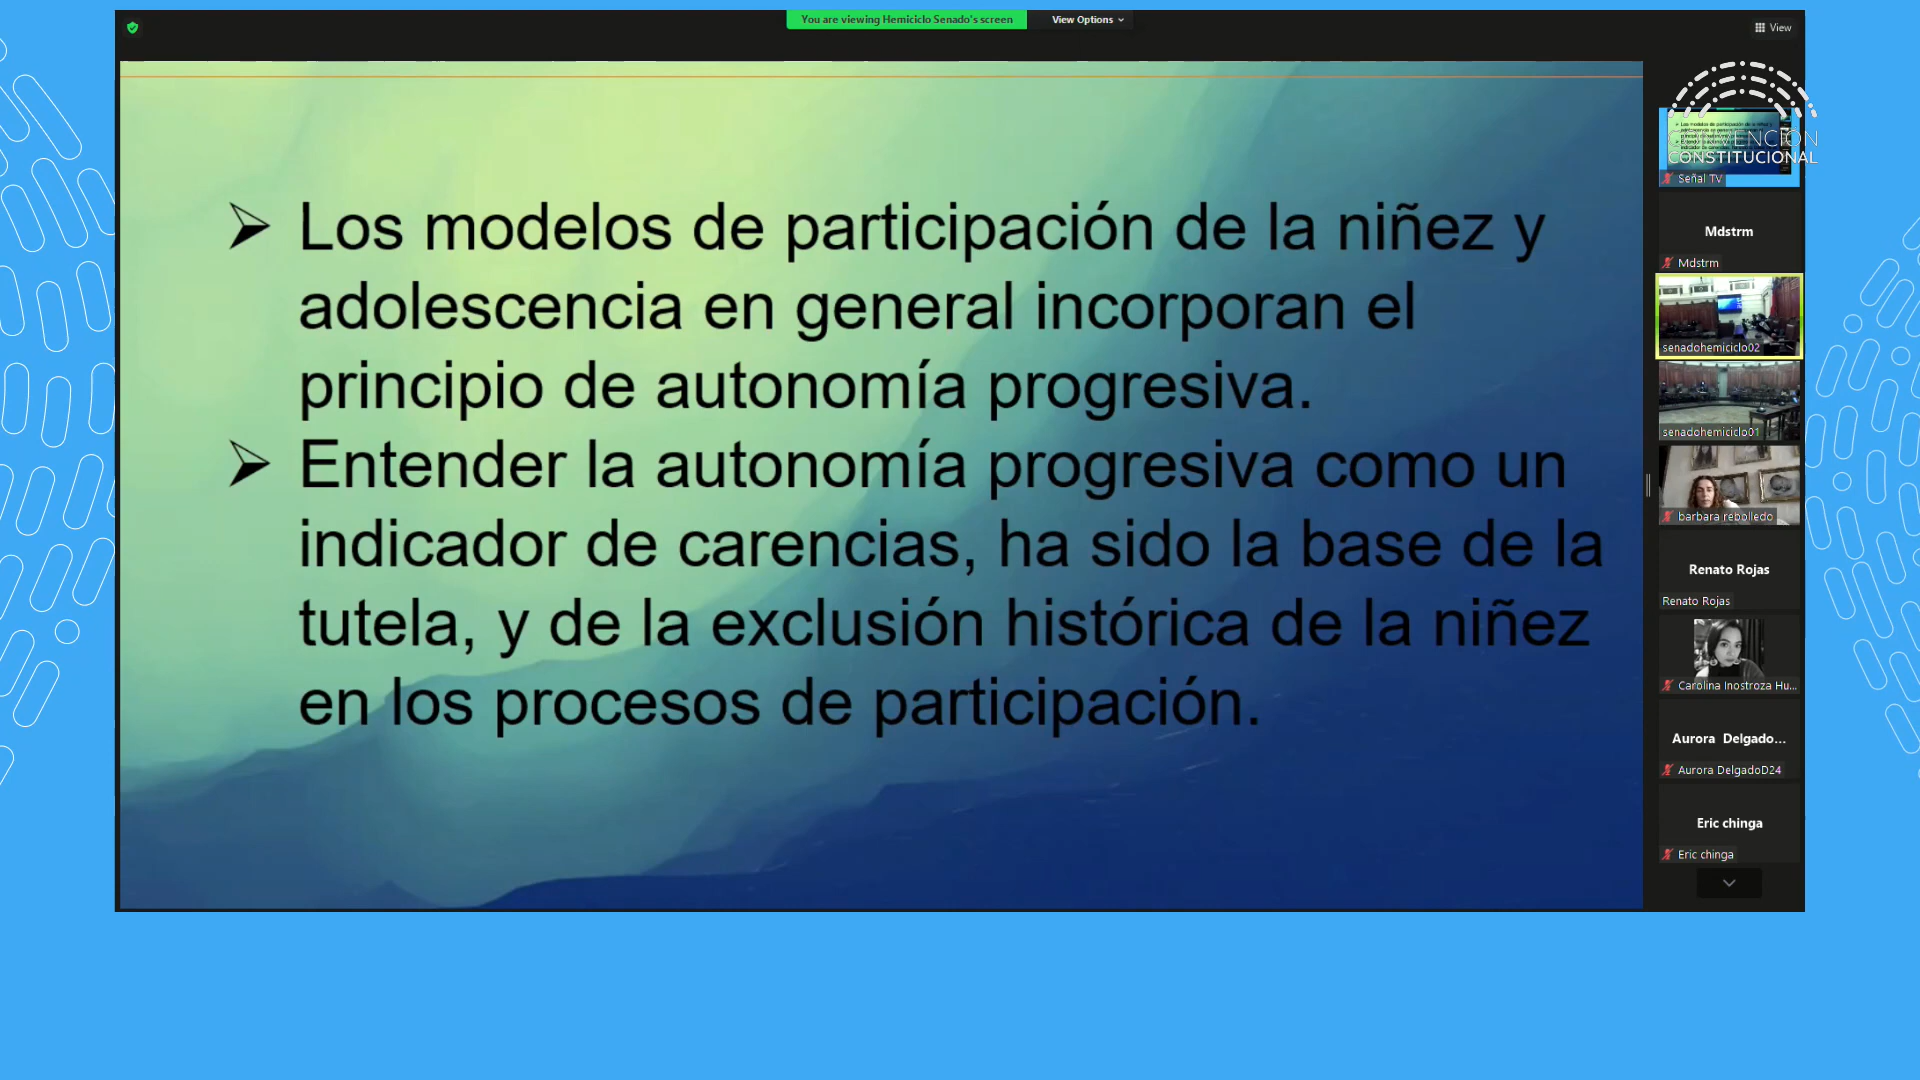 You are viewing Hemiciclo Senado's screen
View Options
View
➢ Los modelos de participación de la niñez y
adolescencia en general incorporan el
principio de autonomía progresiva.
➢ Entender la autonomía progresiva como un
indicador de carencias, ha sido la base de la
tutela, y de la exclusión histórica de la niñez
en los procesos de participación.
CONVENCIÓN
CONSTITUCIONAL
Señal TV
Mdstrm
Mdstrm
senadohemiciclo02
senadohemiciclo01
barbara rebolledo
Renato Rojas
Renato Rojas
Carolina Inostroza Hu...
Aurora Delgado...
Aurora DelgadoD24
Eric chinga
Eric chinga